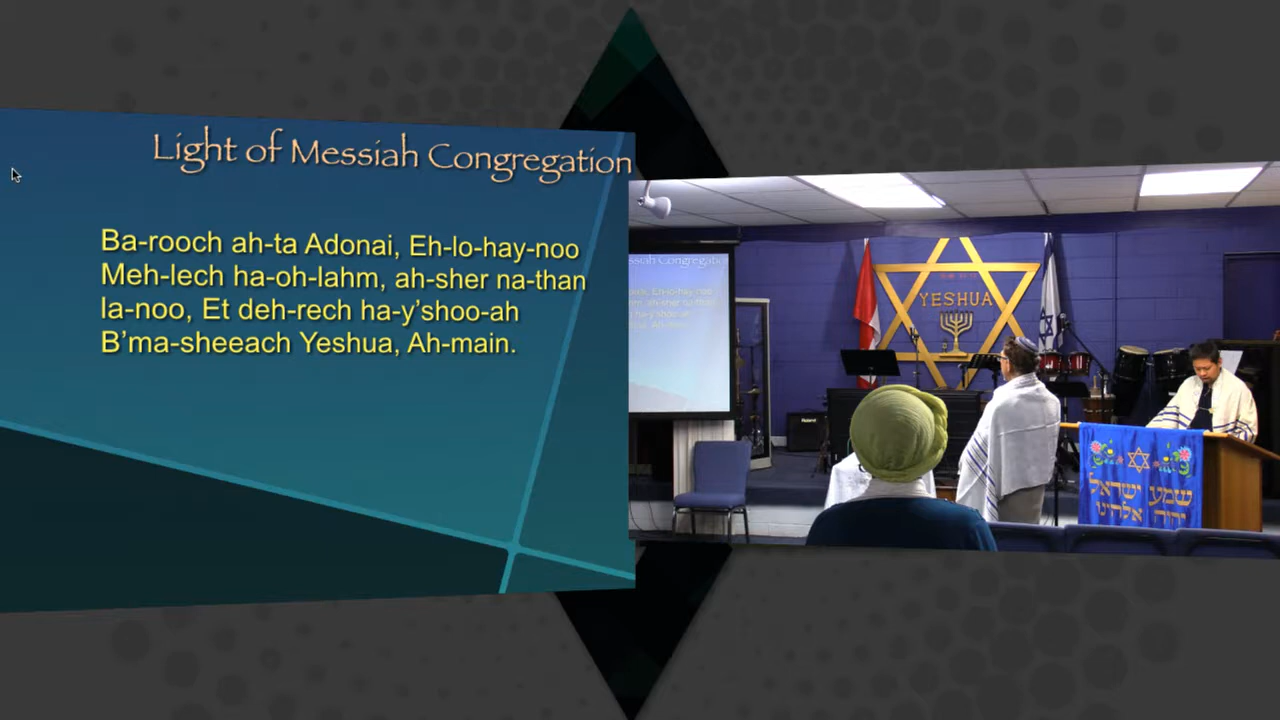 Light of Messiah Congregation
Ba-rooch ah-ta Adonai, Eh-lo-hay-noo
Meh-lech ha-oh-lahm, ah-sher na-than
la-noo, Et deh-rech ha-y’shoo-ah
B’ma-sheeach Yeshua, Ah-main.
YESHUA
Roland
שמע ישראל
יהוה אלהינו